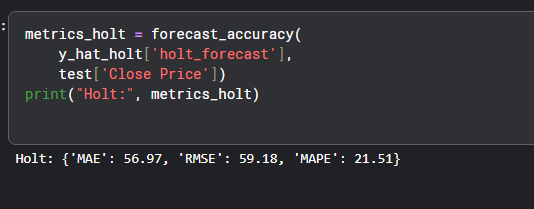 :
metrics_holt = forecast_accuracy(
y_hat_holt['holt_forecast'],
test['Close Price'])
print("Holt:", metrics_holt)
Holt: {'MAE': 56.97, 'RMSE': 59.18, 'MAPE': 21.51}